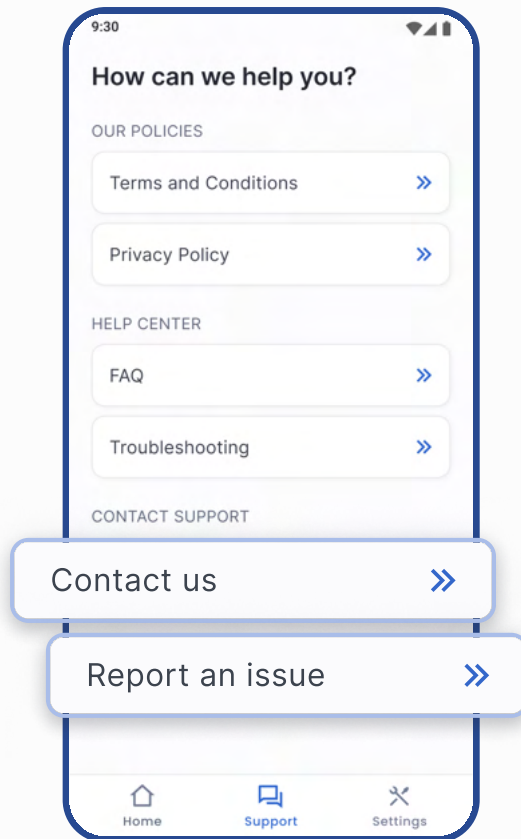 9:30
How can we help you?
OUR POLICIES
Terms and Conditions
Privacy Policy
HELP CENTER
FAQ
Troubleshooting
CONTACT SUPPORT
Contact us
Report an issue
Home Support Settings